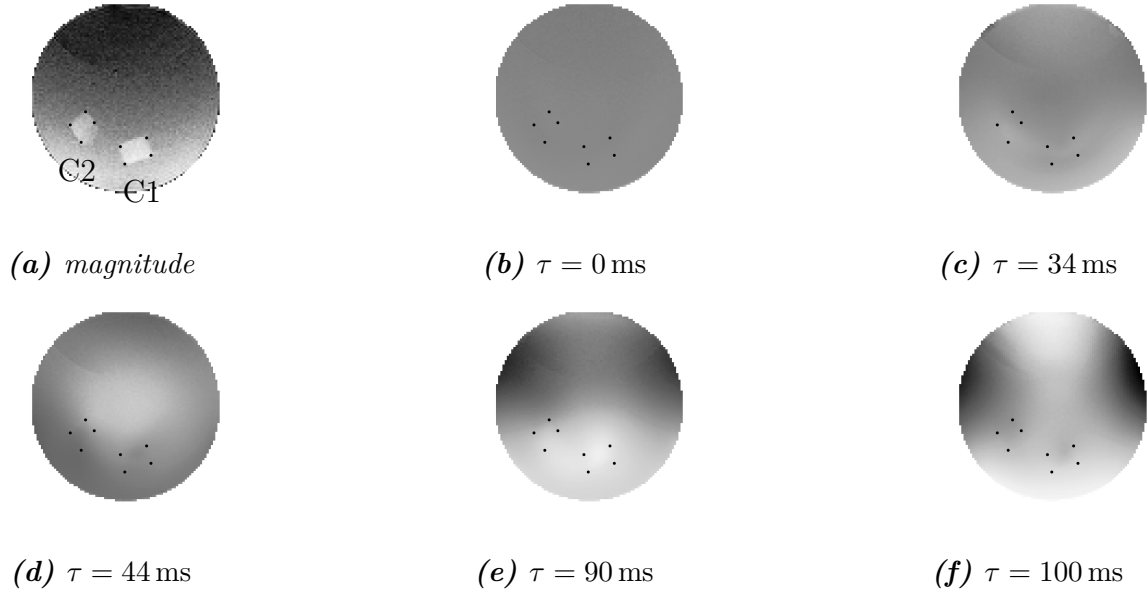 C2
C1
(a) magnitude
(b) τ = 0 ms
(c) τ = 34 ms
(d) τ = 44 ms
(e) τ = 90 ms
(f) τ = 100 ms